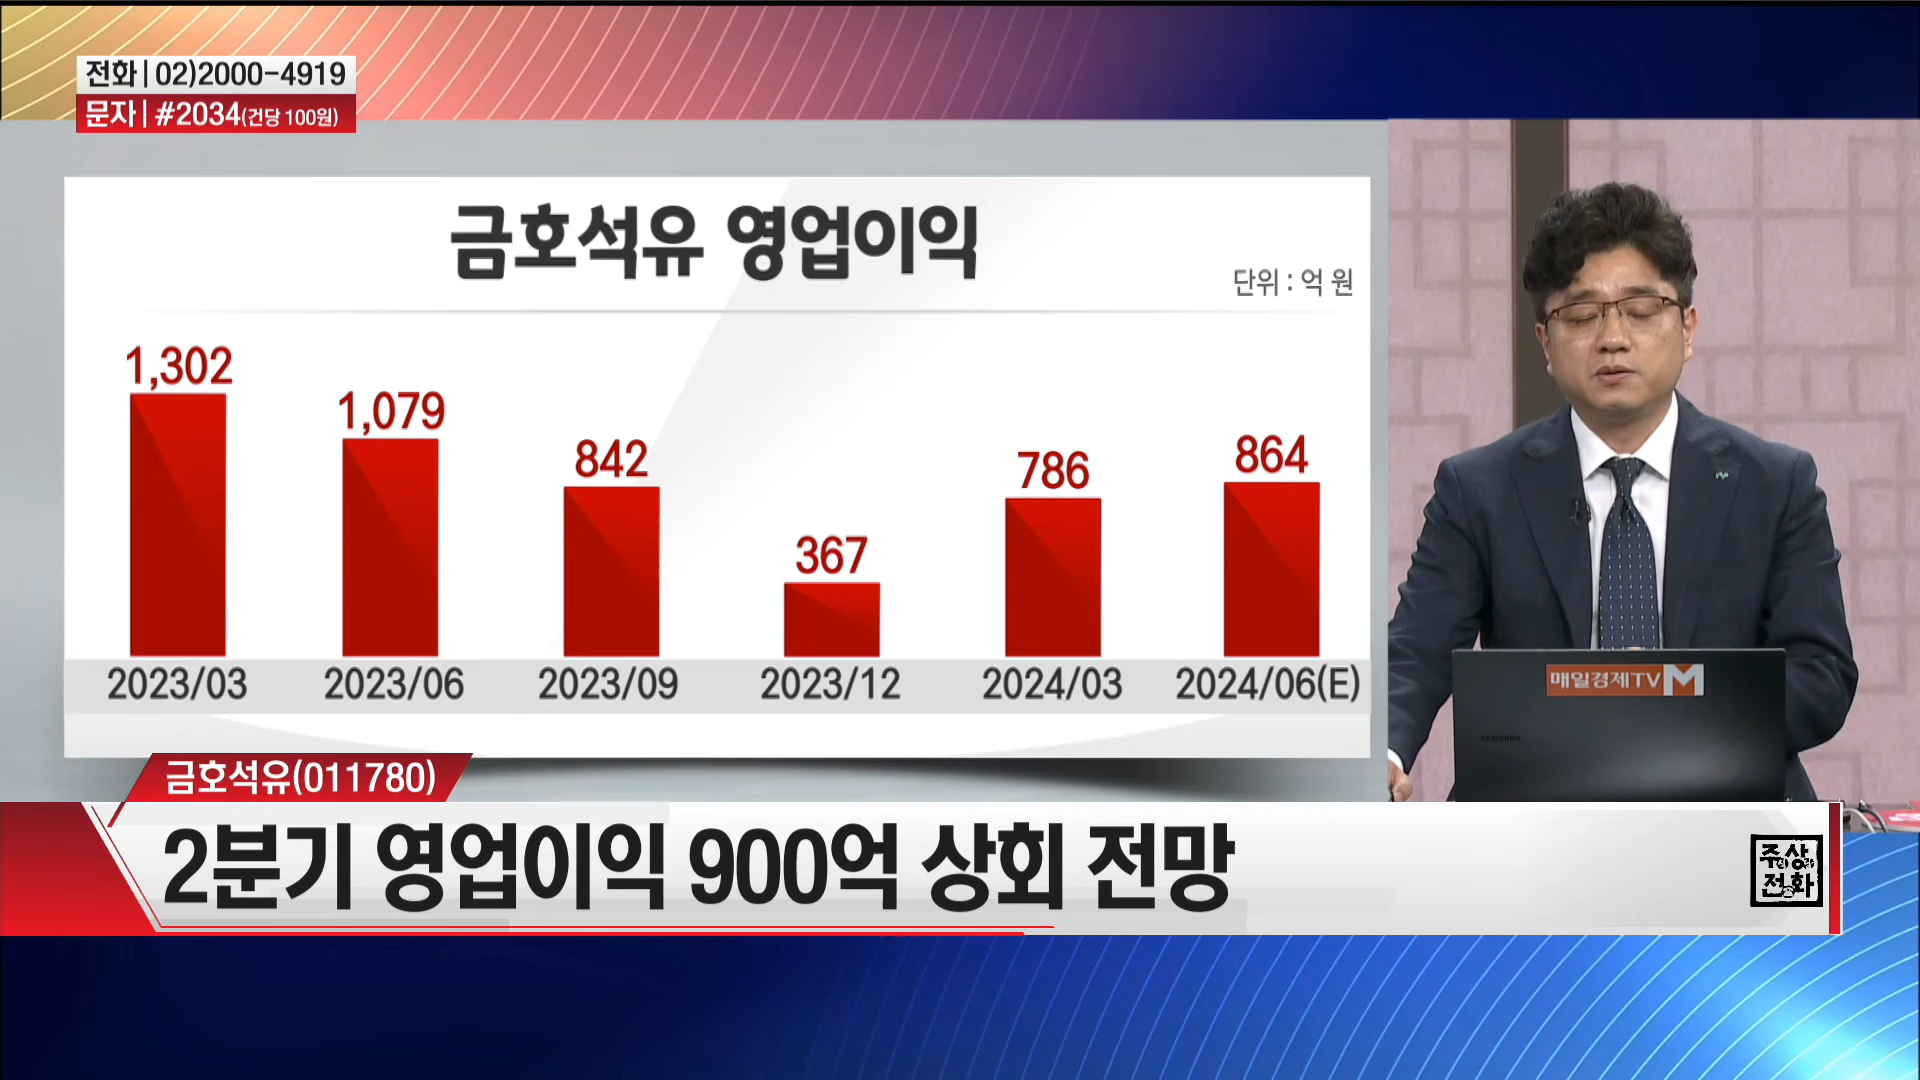 전화 | 02)2000-4919
문자 | #2034(건당 100원)
금호석유 영업이익
단위 : 억 원
1,302
1,079
842
367
786
864
2023/03
2023/06
2023/09
2023/12
2024/03
2024/06(E)
매일경제TV M
SAMSUNG
금호석유(011780)
2분기 영업이익 900억 상회 전망
주상
전화